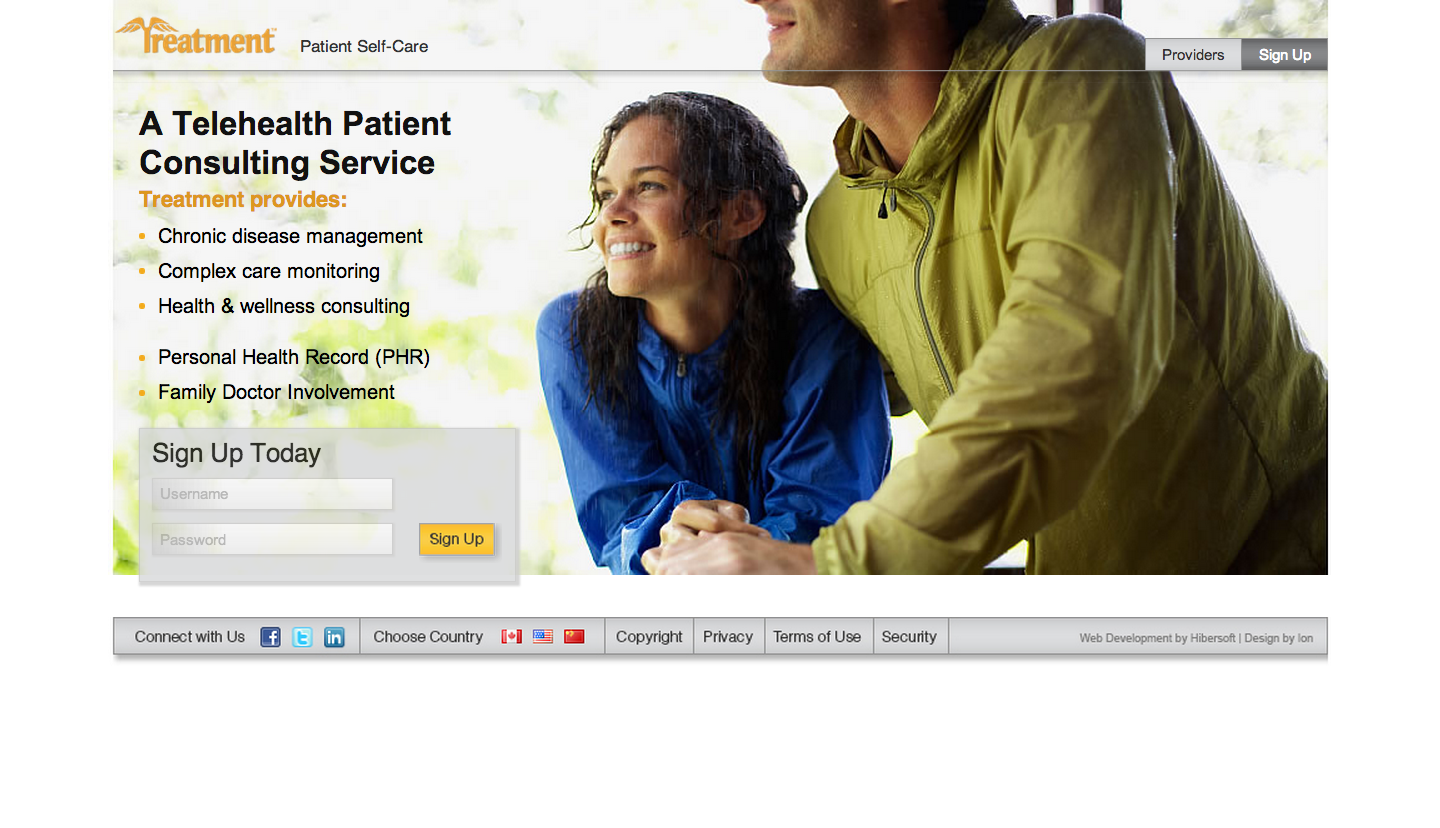 Treatment™
Patient Self-Care
Providers
Sign Up
A Telehealth Patient
Consulting Service
Treatment provides:
Chronic disease management
Complex care monitoring
Health & wellness consulting
Personal Health Record (PHR)
Family Doctor Involvement
Sign Up Today
Username
Password
Sign Up
Connect with Us
Choose Country
Copyright
Privacy
Terms of Use
Security
Web Development by Hibersoft | Design by Ion